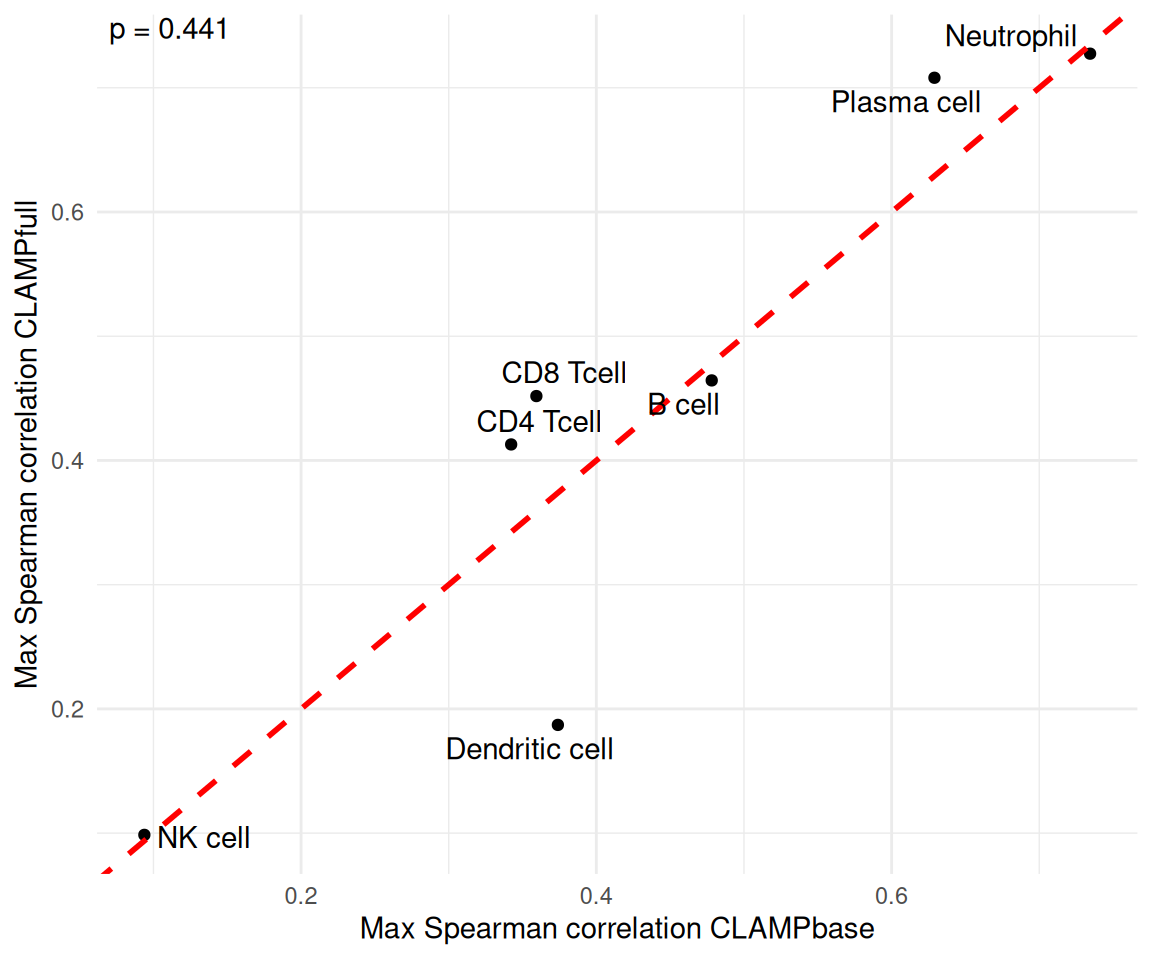 p = 0.441
Neutrophil
Plasma cell
CD8 Tcell
CD4 Tcell
B cell
Dendritic cell
NK cell
0.6
0.4
0.2
Max Spearman correlation CLAMPfull
0.2
0.4
0.6
Max Spearman correlation CLAMPbase